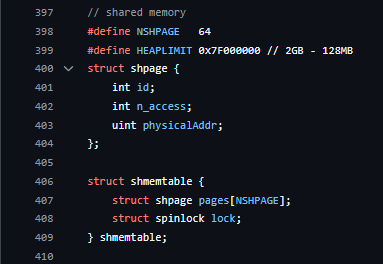 397 // shared memory
398 #define NSHPAGE 64
399 #define HEAPLIMIT 0x7F000000 // 2GB - 128MB
400 struct shpage {
401 int id;
402 int n_access;
403 uint physicalAddr;
404 };
405
406 struct shmemtable {
407 struct shpage pages[NSHPAGE];
408 struct spinlock lock;
409 } shmemtable;
410